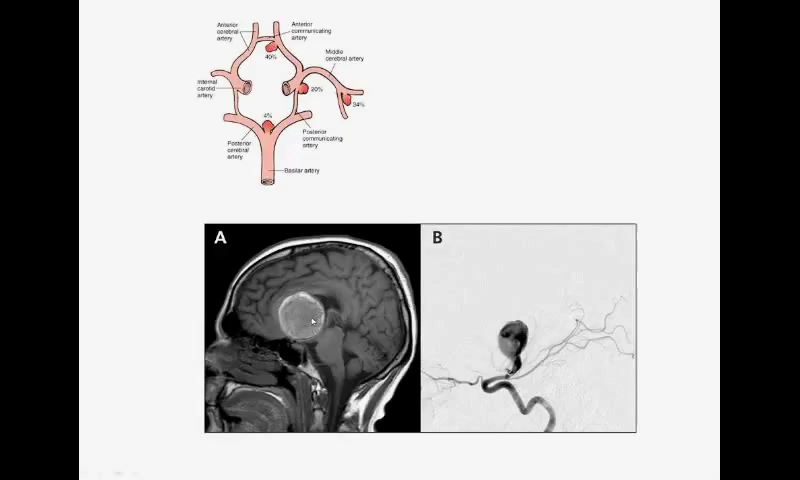 Anterior
cerebral
artery
Anterior
communicating
artery
Middle
cerebral artery
40%
Internal
carotid
artery
20%
34%
4%
Posterior
cerebral
artery
Posterior
communicating
artery
Basilar artery
A
B